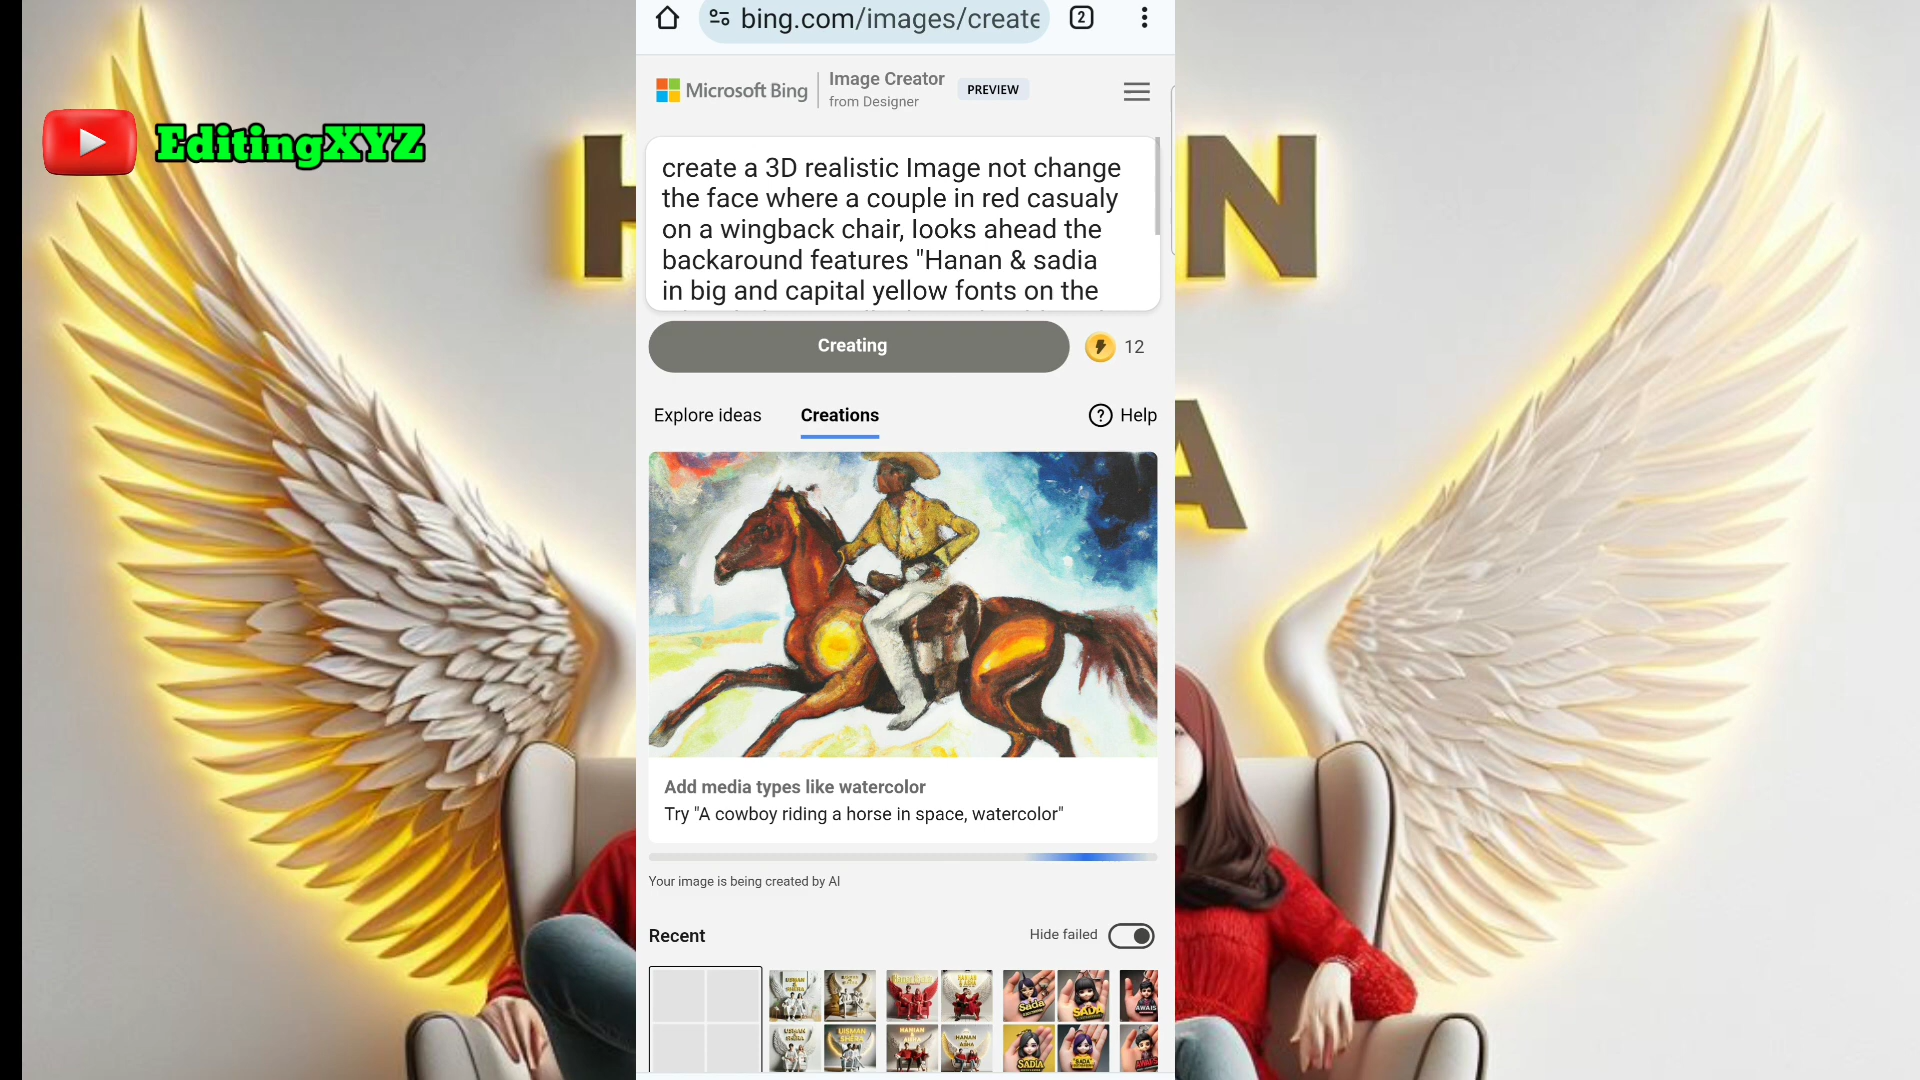 bing.com/images/create
2
Microsoft Bing
Image Creator
from Designer
PREVIEW
EditingXYZ
H
N
A
create a 3D realistic Image not change
the face where a couple in red casualy
on a wingback chair, looks ahead the
backaround features "Hanan & sadia
in big and capital yellow fonts on the
Creating
12
Explore ideas
Creations
Help
Add media types like watercolor
Try "A cowboy riding a horse in space, watercolor"
Your image is being created by AI
Recent
Hide failed